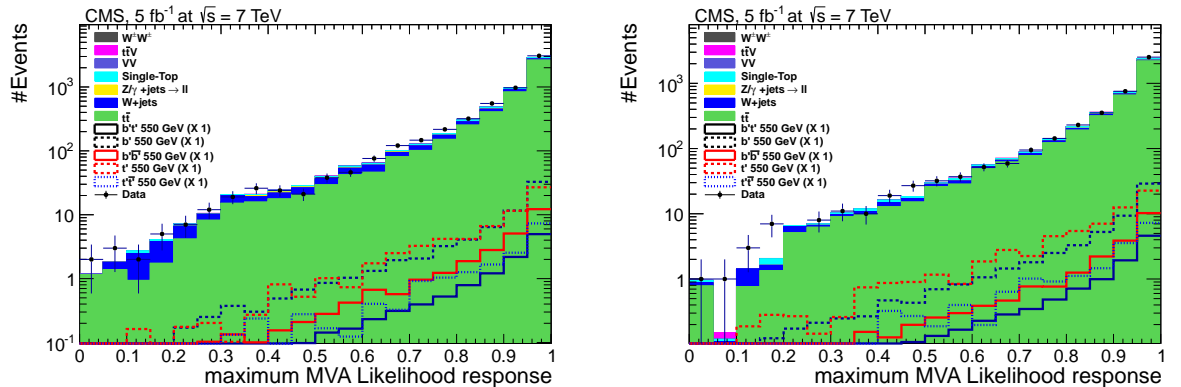 CMS, 5 fb⁻¹ at √s = 7 TeV
#Events
W±W±
tt̄V
VV
Single-Top
Z/γ +jets → ll
W+jets
tt̄
b't' 550 GeV (X 1)
b' 550 GeV (X 1)
b'b̄' 550 GeV (X 1)
t' 550 GeV (X 1)
t't̄' 550 GeV (X 1)
Data
10³
10²
10
1
10⁻¹
0 0.1 0.2 0.3 0.4 0.5 0.6 0.7 0.8 0.9 1
maximum MVA Likelihood response
CMS, 5 fb⁻¹ at √s = 7 TeV
#Events
W±W±
tt̄V
VV
Single-Top
Z/γ +jets → ll
W+jets
tt̄
b't' 550 GeV (X 1)
b' 550 GeV (X 1)
b'b̄' 550 GeV (X 1)
t' 550 GeV (X 1)
t't̄' 550 GeV (X 1)
Data
10³
10²
10
1
0 0.1 0.2 0.3 0.4 0.5 0.6 0.7 0.8 0.9 1
maximum MVA Likelihood response